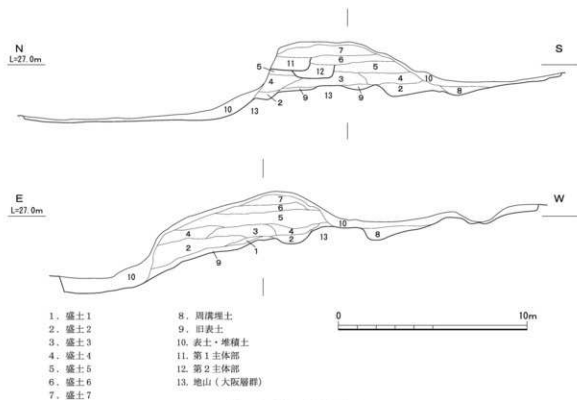 N
S
L=27.0m
7
6
11
5
5
12
4
3
4
10
10
13
2
9
13
9
2
8
E
W
L=27.0m
7
6
5
10
4
3
4
13
8
2
2
1
10
9
1. 盛土1
2. 盛土2
3. 盛土3
4. 盛土4
5. 盛土5
6. 盛土6
7. 盛土7
8. 周溝埋土
9. 旧表土
10. 表土・堆積土
11. 第1主体部
12. 第2主体部
13. 地山(大阪層群)
0
10m